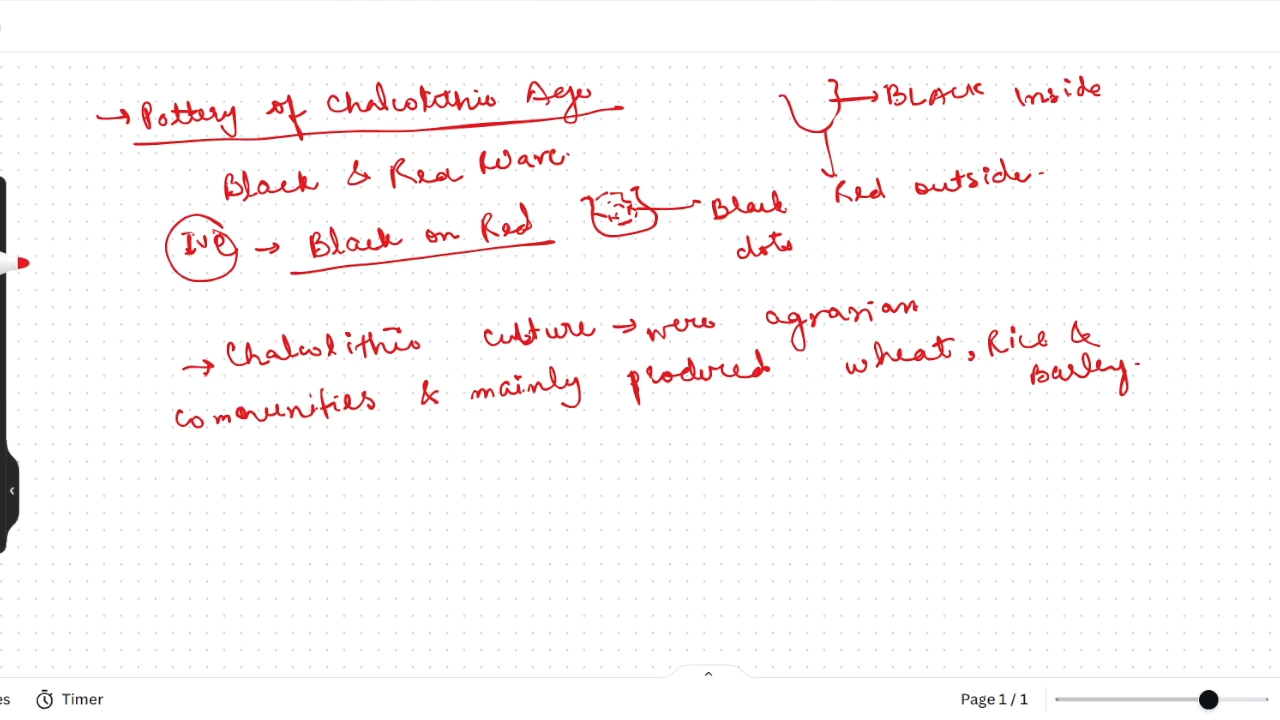 → Pottery of Chalcolithic Age
→ BLACK Inside
Red outside.
Black & Red Ware.
IVC → Black on Red
Black dots
→ Chalcolithic culture → were agrarian
communities & mainly produced wheat, Rice &
Barley.
Timer
Page 1 / 1